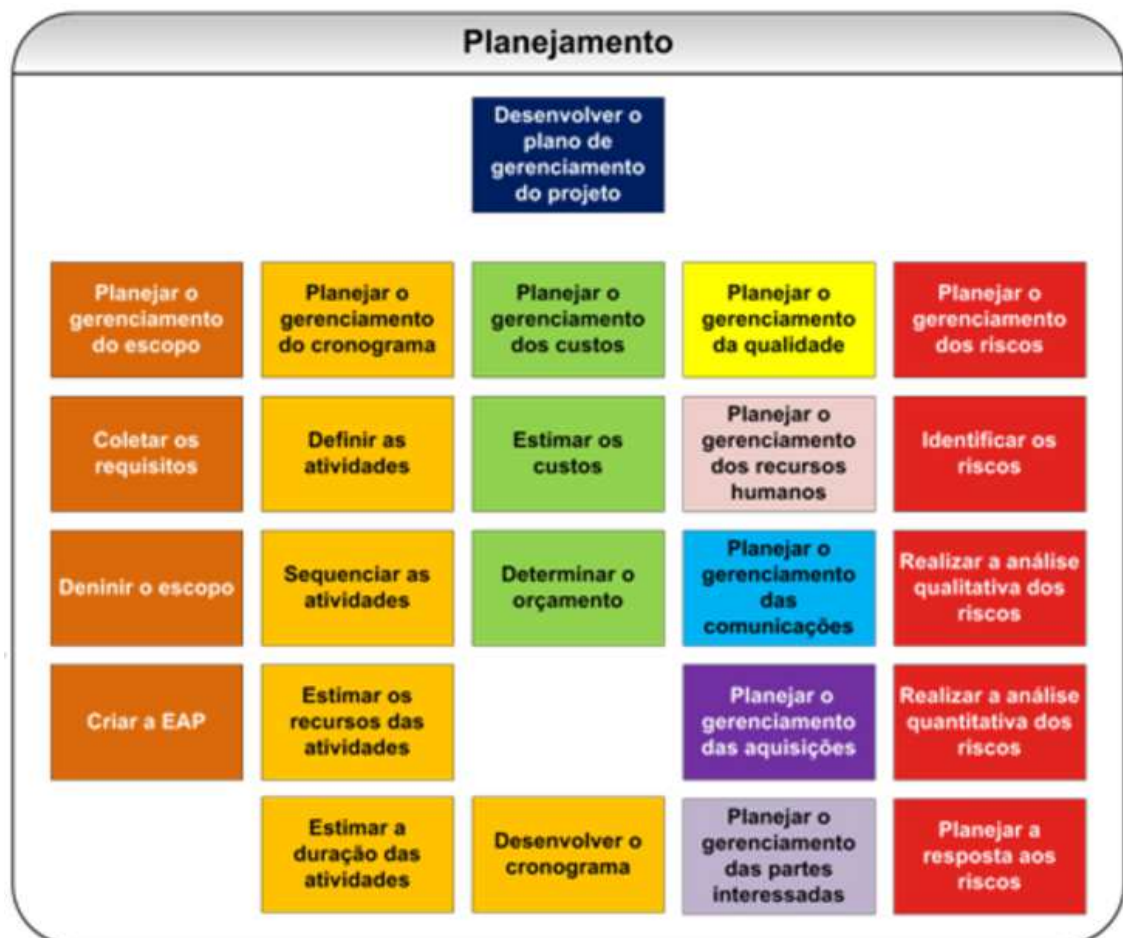 Planejamento
Desenvolver o
plano de
gerenciamento
do projeto
Planejar o
gerenciamento
do escopo
Planejar o
gerenciamento
do cronograma
Planejar o
gerenciamento
dos custos
Planejar o
gerenciamento
da qualidade
Planejar o
gerenciamento
dos riscos
Coletar os
requisitos
Definir as
atividades
Estimar os
custos
Planejar o
gerenciamento
dos recursos
humanos
Identificar os
riscos
Deninir o escopo
Sequenciar as
atividades
Determinar o
orçamento
Planejar o
gerenciamento
das
comunicações
Realizar a análise
qualitativa dos
riscos
Criar a EAP
Estimar os
recursos das
atividades
Planejar o
gerenciamento
das aquisições
Realizar a análise
quantitativa dos
riscos
Estimar a
duração das
atividades
Desenvolver o
cronograma
Planejar o
gerenciamento
das partes
interessadas
Planejar a
resposta aos
riscos